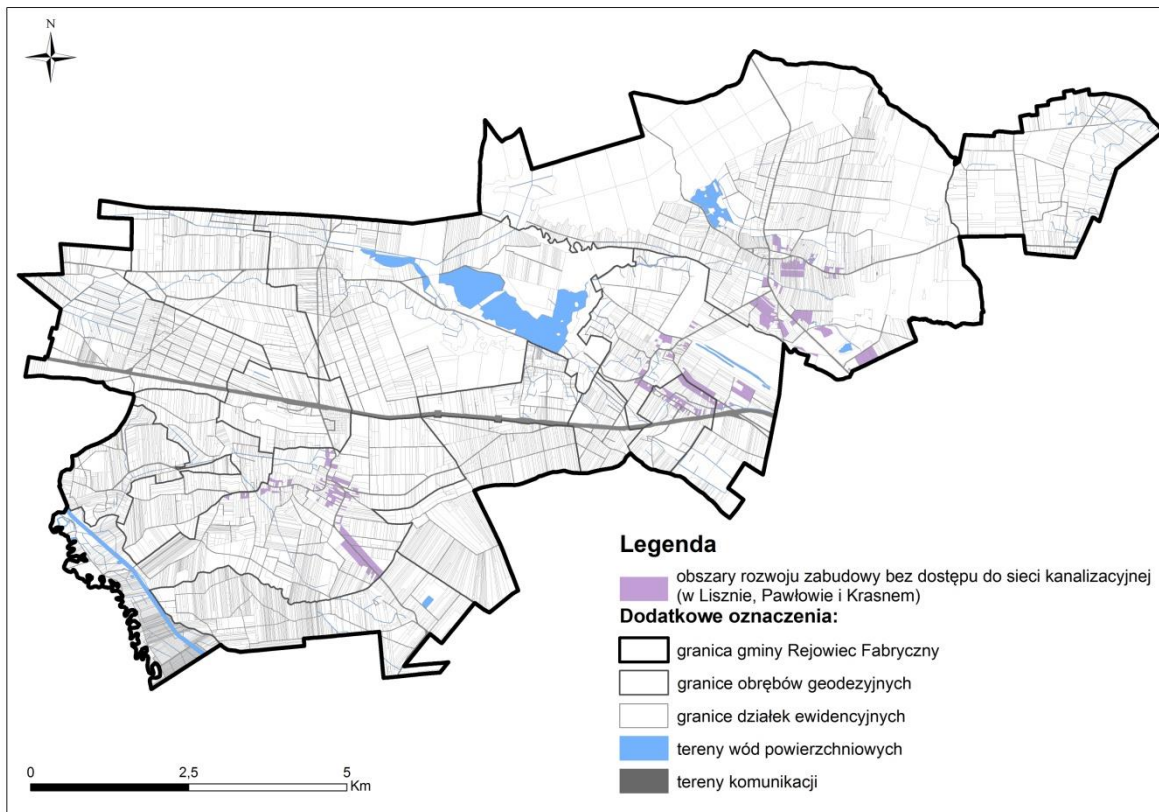 N
Legenda
obszary rozwoju zabudowy bez dostępu do sieci kanalizacyjnej
(w Lisznie, Pawłowie i Krasnem)
Dodatkowe oznaczenia:
granica gminy Rejowiec Fabryczny
granice obrębów geodezyjnych
granice działek ewidencyjnych
tereny wód powierzchniowych
tereny komunikacji
0 2,5 5
Km